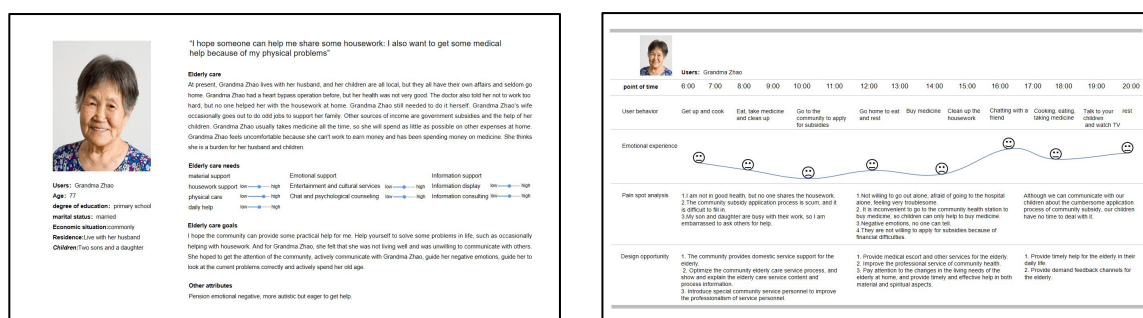 "I hope someone can help me share some housework: I also want to get some medical
help because of my physical problems"
Elderly care
At present, Grandma Zhao lives with her husband, and her children are all local, but they all have their own affairs and seldom go
home. Grandma Zhao had a heart bypass operation before, but her health was not very good. The doctor also told her not to work too
hard, but no one helped her with the housework at home. Grandma Zhao still needed to do it herself. Grandma Zhao's wife
occasionally goes out to do odd jobs to support her family. Other sources of income are government subsidies and the help of her
children. Grandma Zhao usually takes medicine all the time, so she will spend as little as possible on other expenses at home.
Grandma Zhao feels uncomfortable because she can't work to earn money and has been spending money on medicine. She thinks
she is a burden for her husband and children.
Elderly care needs
material support Emotional support Information support
housework support low high Entertainment and cultural services low high Information display low high
physical care low high Chat and psychological counseling low high Information consulting low high
daily help low high
Elderly care goals
I hope the community can provide some practical help for me. Help yourself to solve some problems in life, such as occasionally
helping with housework. And for Grandma Zhao, she felt that she was not living well and was unwilling to communicate with others.
She hoped to get the attention of the community, actively communicate with Grandma Zhao, guide her negative emotions, guide her to
look at the current problems correctly and actively spend her old age.
Other attributes
Pension emotional negative, more autistic but eager to get help.
Users: Grandma Zhao
Age: 77
degree of education: primary school
marital status: married
Economic situation:commonly
Residence:Live with her husband
Children:Two sons and a daughter
Users: Grandma Zhao
point of time 6:00 7:00 8:00 9:00 10:00 11:00 12:00 13:00 14:00 15:00 16:00 17:00 18:00 19:00 20:00
User behavior
Get up and cook
Eat, take medicine
and clean up
Go to the
community to apply
for subsidies
Go home to eat
and rest
Buy medicine
Clean up the
housework
Chatting with a
friend
Cooking, eating,
taking medicine
Talk to your
children
and watch TV
rest
Emotional experience
Pain spot analysis
1.I am not in good health, but no one shares the housework.
2.The community subsidy application process is scum, and it
is difficult to fill in.
3.My son and daughter are busy with their work, so I am
embarrassed to ask others for help.
1.Not willing to go out alone, afraid of going to the hospital
alone, feeling very troublesome.
2. It is inconvenient to go to the community health station to
buy medicine, so children can only help to buy medicine.
3.Negative emotions, no one can tell.
4.They are not willing to apply for subsidies because of
financial difficulties.
Although we can communicate with our
children about the cumbersome application
process of community subsidy, our children
have no time to deal with it.
Design opportunity
1. The community provides domestic service support for the
elderly.
2. Optimize the community elderly care service process, and
show and explain the elderly care service content and
process information.
3. Introduce special community service personnel to improve
the professionalism of service personnel.
1. Provide medical escort and other services for the elderly.
2. Improve the professional service of community health.
3. Pay attention to the changes in the living needs of the
elderly at home, and provide timely and effective help in both
material and spiritual aspects.
1. Provide timely help for the elderly in their
daily life.
2. Provide demand feedback channels for
the elderly.